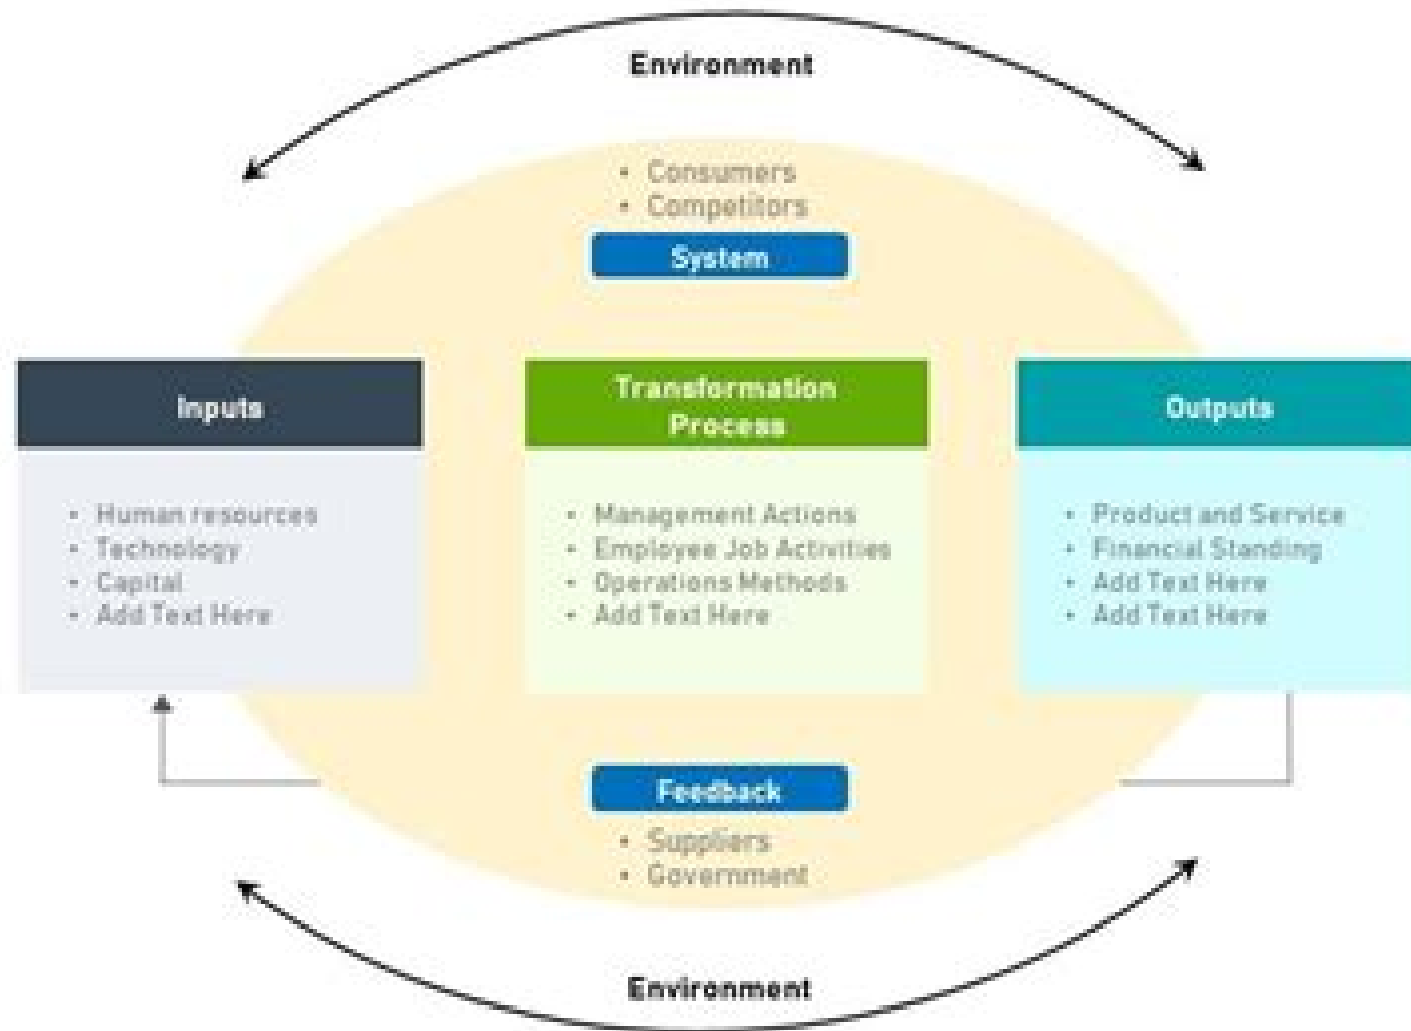 Environment
• Consumers
• Competitors
System
Inputs
• Human resources
• Technology
• Capital
• Add Text Here
Transformation
Process
• Management Actions
• Employee Job Activities
• Operations Methods
• Add Text Here
Outputs
• Product and Service
• Financial Standing
• Add Text Here
• Add Text Here
Feedback
• Suppliers
• Government
Environment